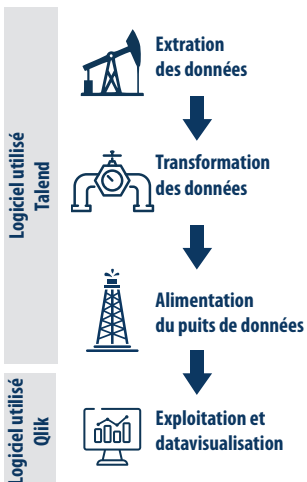 Logiciel utilisé
Talend
Extration
des données
Transformation
des données
Alimentation
du puits de données
Logiciel utilisé
Qlik
Exploitation et
datavisualisation